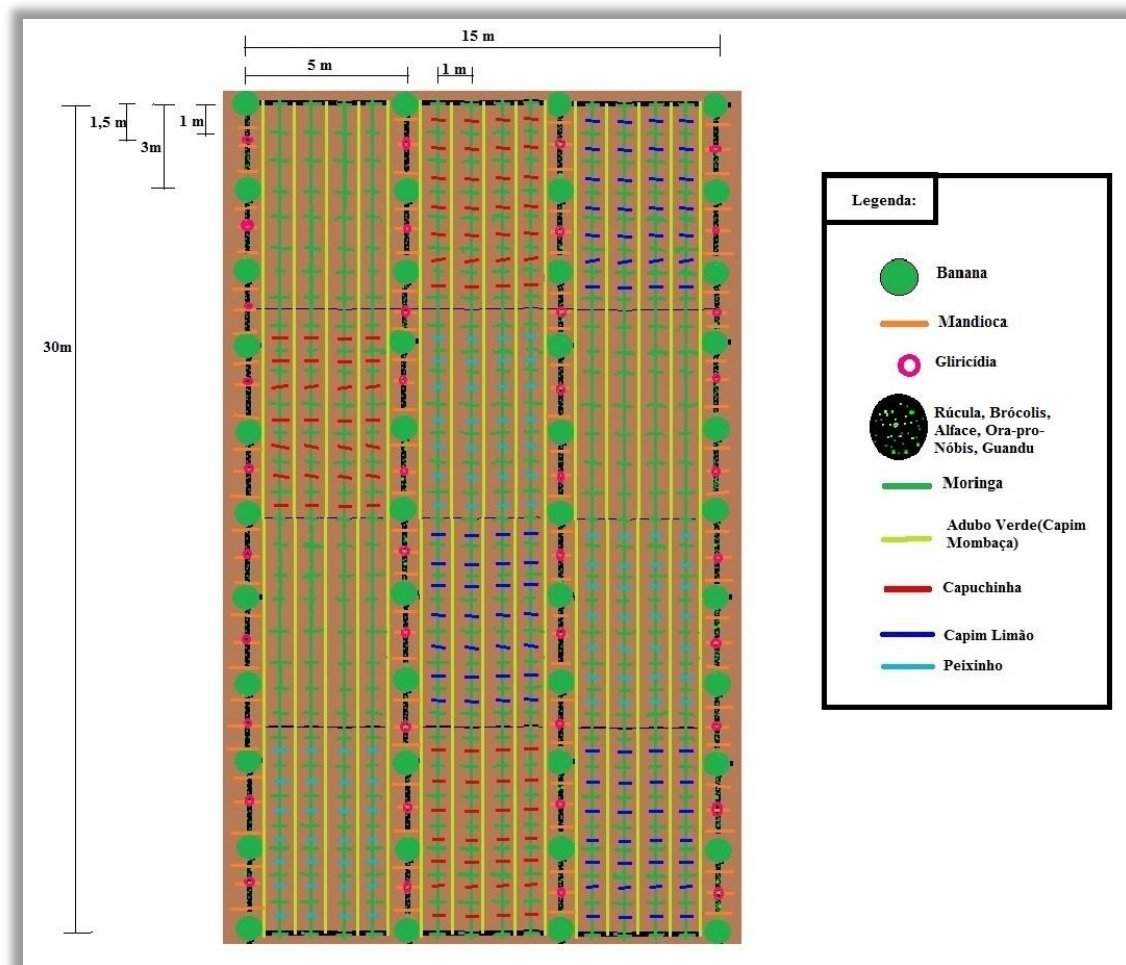 15 m
5 m
1 m
1,5 m
1 m
3m
30m
Legenda:
Banana
Mandioca
Gliricídia
Rúcula, Brócolis,
Alface, Ora-pro-
Nóbis, Guandu
Moringa
Adubo Verde(Capim
Mombaça)
Capuchinha
Capim Limão
Peixinho